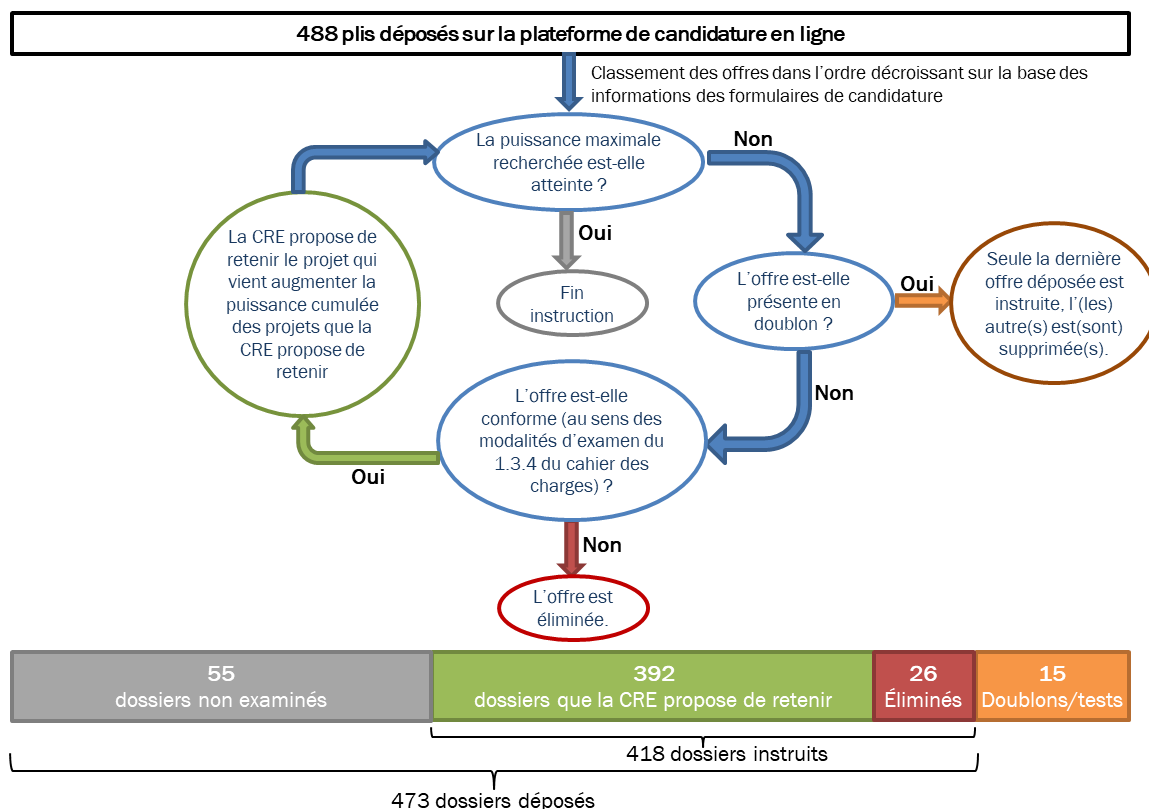 488 plis déposés sur la plateforme de candidature en ligne
Classement des offres dans l'ordre décroissant sur la base des
informations des formulaires de candidature
La puissance maximale
recherchée est-elle
atteinte ?
Non
Oui
Fin
instruction
La CRE propose de
retenir le projet qui
vient augmenter la
puissance cumulée
des projets que la
CRE propose de
retenir
L'offre est-elle
présente en
doublon ?
Oui
Seule la dernière
offre déposée est
instruite, l'(les)
autre(s) est(sont)
supprimée(s).
Non
L'offre est-elle
conforme (au sens des
modalités d'examen du
1.3.4 du cahier des
charges) ?
Oui
Non
L'offre est
éliminée.
55
dossiers non examinés
392
dossiers que la CRE propose de retenir
26
Éliminés
15
Doublons/tests
418 dossiers instruits
473 dossiers déposés